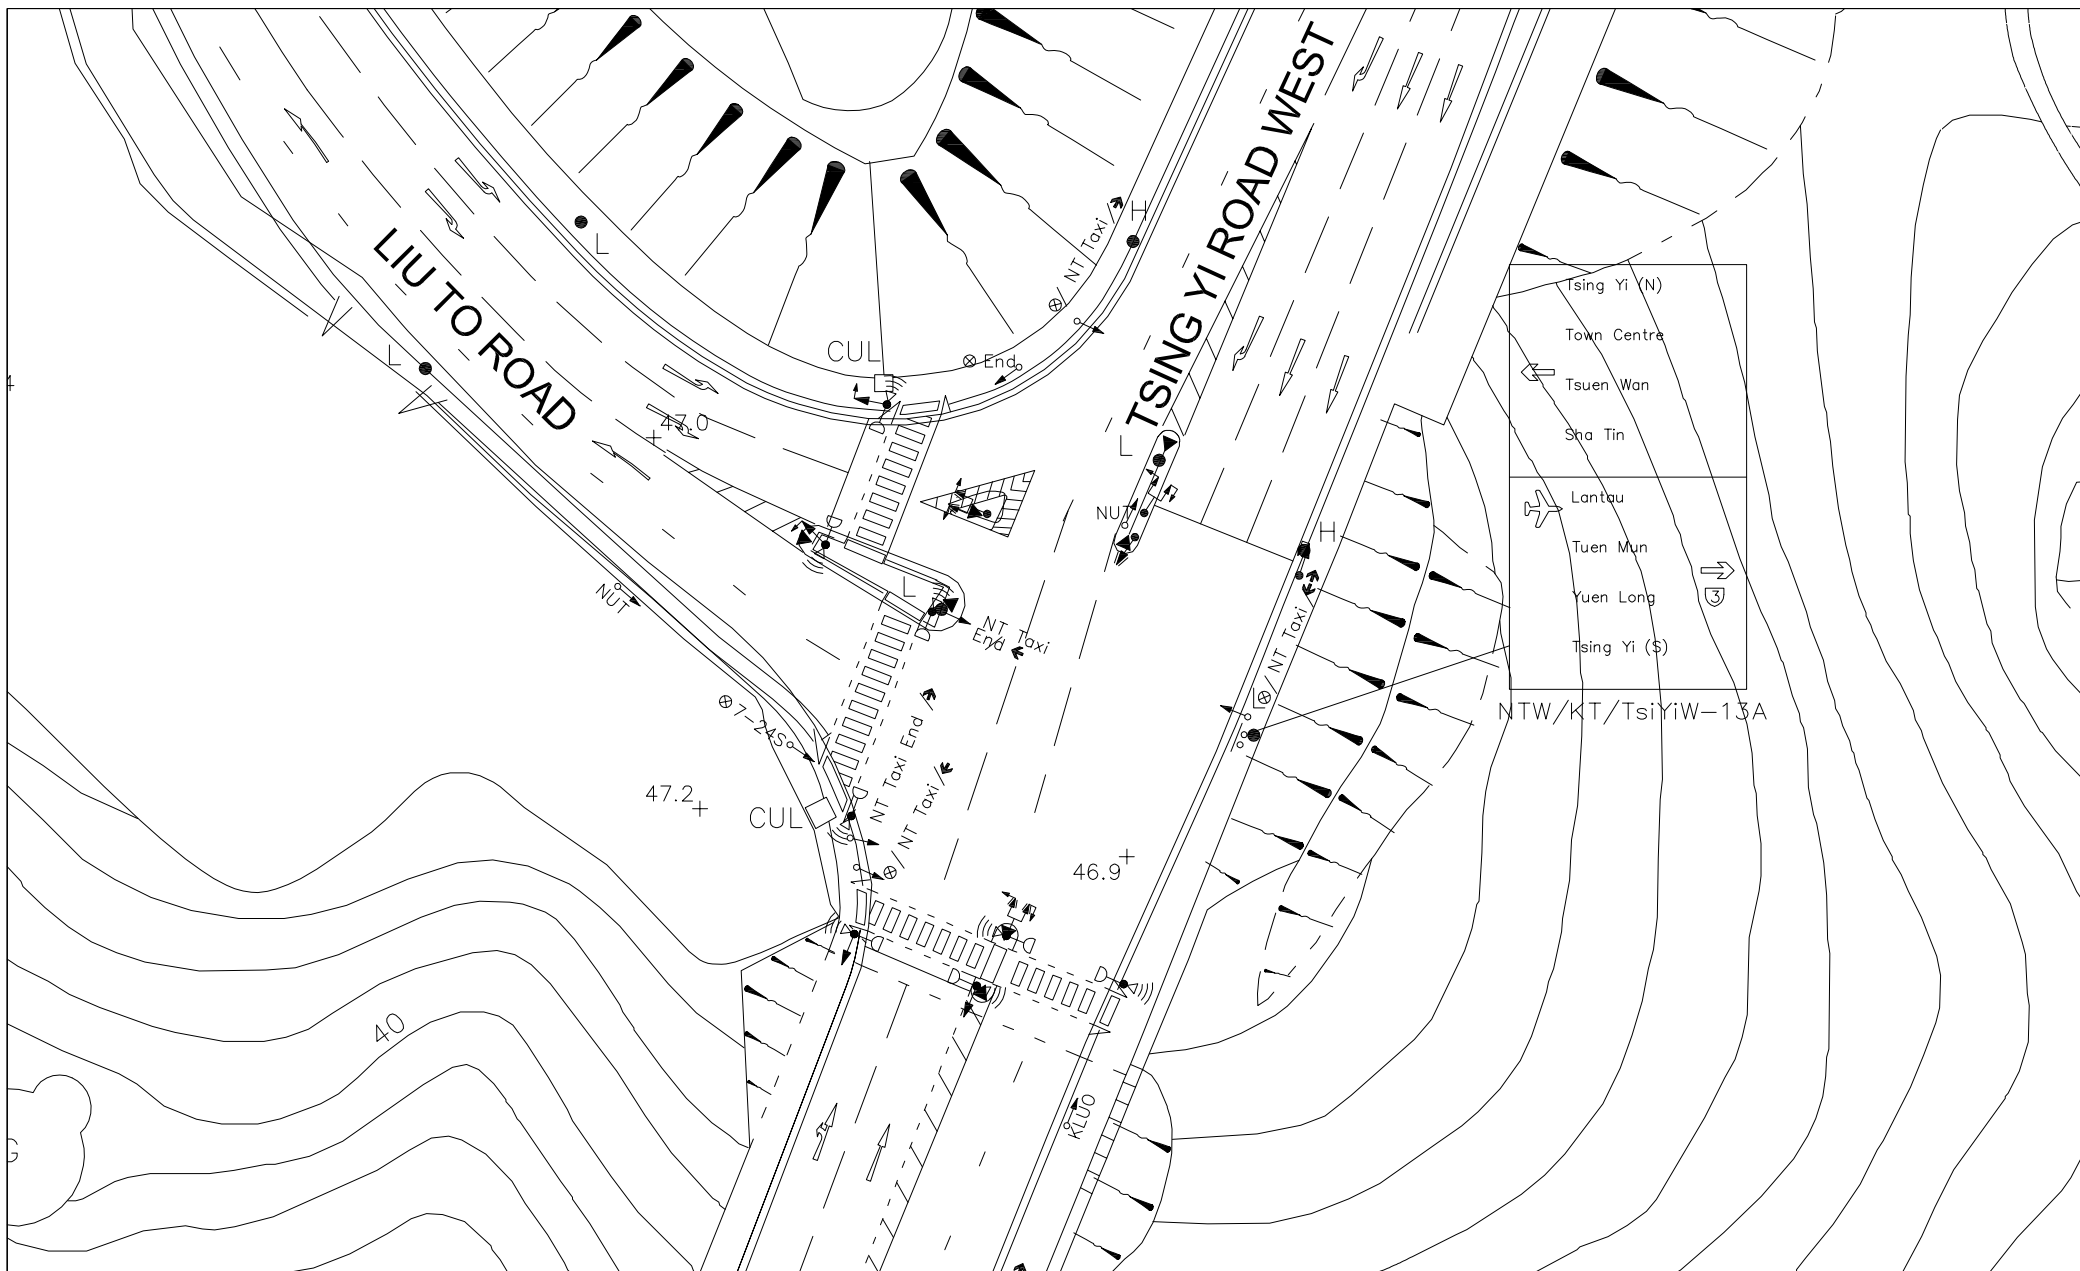 TSING YI ROAD WEST
LIU TO ROAD
H
⊗/ NT Taxi/
L
Tsing Yi (N)
Town Centre
Tsuen Wan
Sha Tin
Lantau
Tuen Mun
Yuen Long
3
Tsing Yi (S)
NTW/KT/TsiYiW-13A
CUL
⊗ End
L
4
47.0
L
NUT
H
NUT
L
NT Taxi
End/
⊗/ NT Taxi/
L
⊗ 7-24S
NT Taxi End
⊗/ NT Taxi/
47.2
CUL
46.9
40
KLUO
G